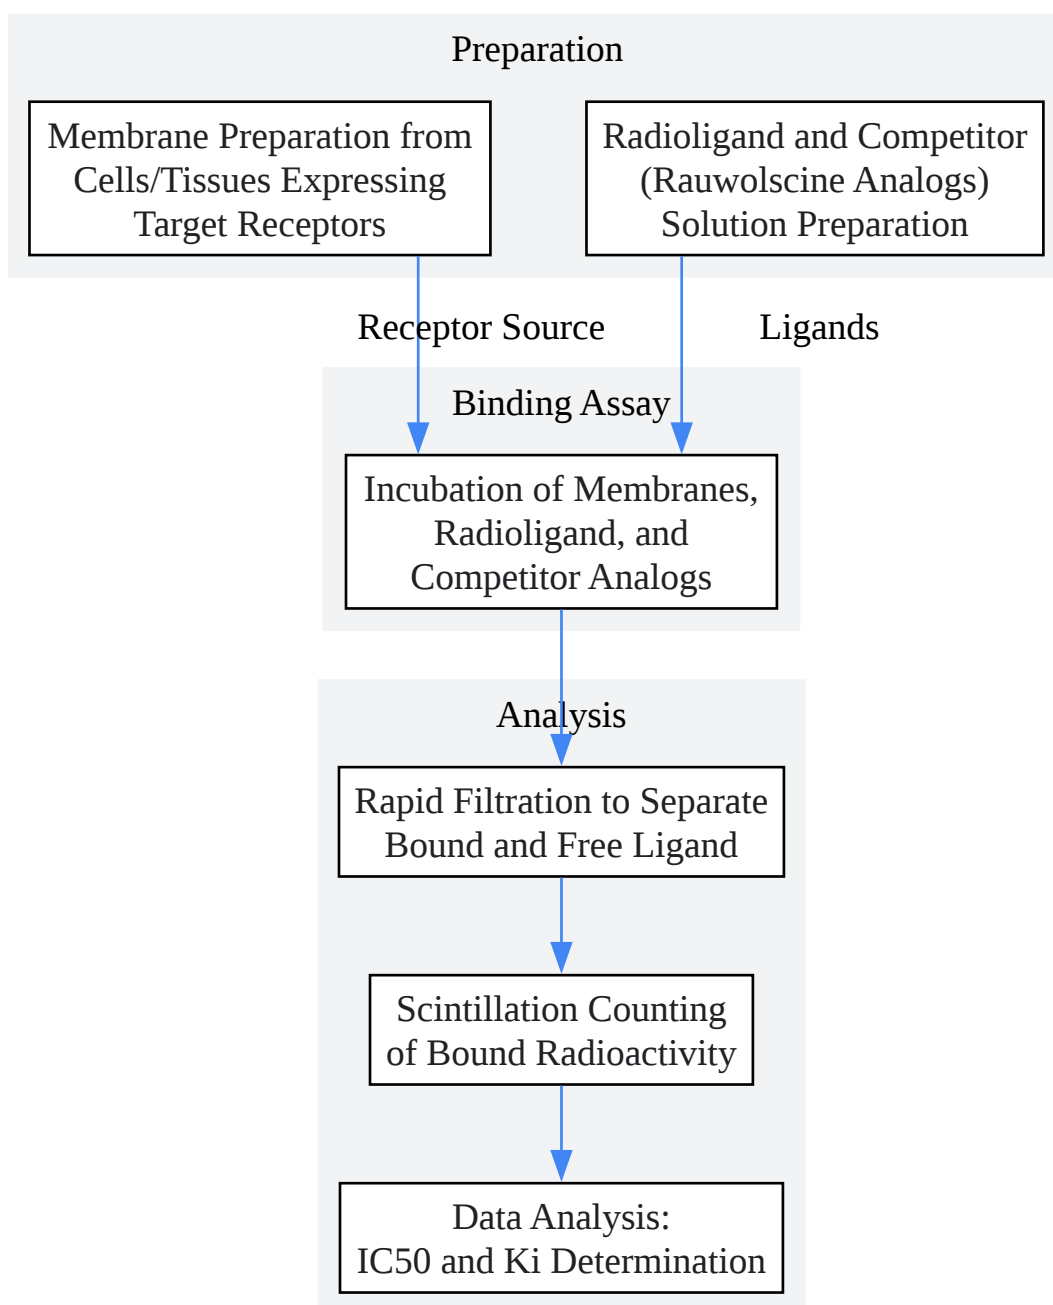 Preparation
Membrane Preparation from
Cells/Tissues Expressing
Target Receptors
Radioligand and Competitor
(Rauwolscine Analogs)
Solution Preparation
Receptor Source
Ligands
Binding Assay
Incubation of Membranes,
Radioligand, and
Competitor Analogs
Analysis
Rapid Filtration to Separate
Bound and Free Ligand
Scintillation Counting
of Bound Radioactivity
Data Analysis:
IC50 and Ki Determination